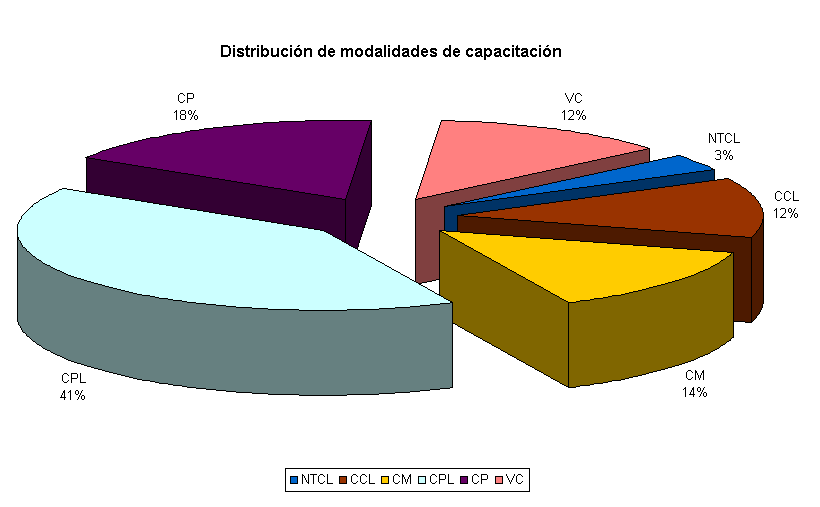 Distribución de modalidades de capacitación
CP
18%
VC
12%
NTCL
3%
CCL
12%
CM
14%
CPL
41%
NTCL CCL CM CPL CP VC